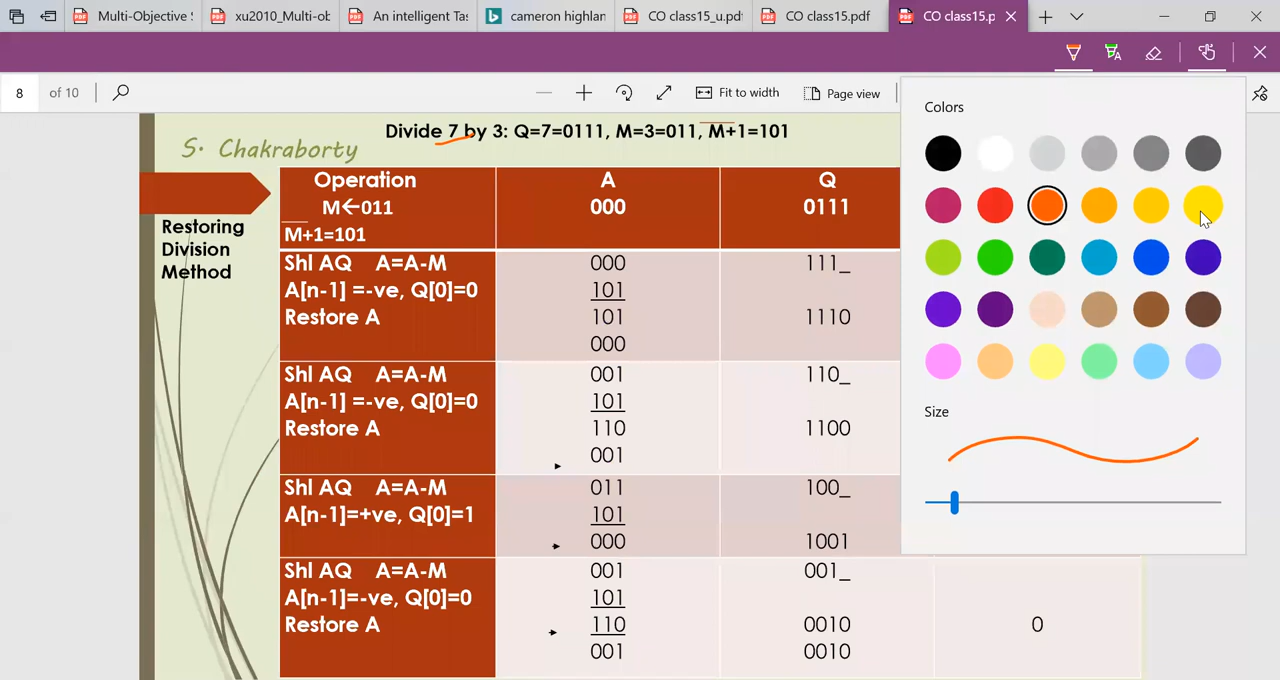 Multi-Objective
xu2010_Multi-ob
An intelligent Tas
cameron highlan
CO class15_u.pdf
CO class15.pdf
CO class15.p
8 of 10
Fit to width
Page view
Divide 7 by 3: Q=7=0111, M=3=011, M+1=101
S. Chakraborty
Restoring
Division
Method
Operation A Q
M←011 000 0111
M+1=101
Shl AQ A=A-M 000 111_
A[n-1] =-ve, Q[0]=0 101
Restore A 101 1110
000
Shl AQ A=A-M 001 110_
A[n-1] =-ve, Q[0]=0 101
Restore A 110 1100
001
Shl AQ A=A-M 011 100_
A[n-1]=+ve, Q[0]=1 101
000 1001
Shl AQ A=A-M 001 001_
A[n-1]=-ve, Q[0]=0 101
Restore A 110 0010 0
001 0010
Colors
Size